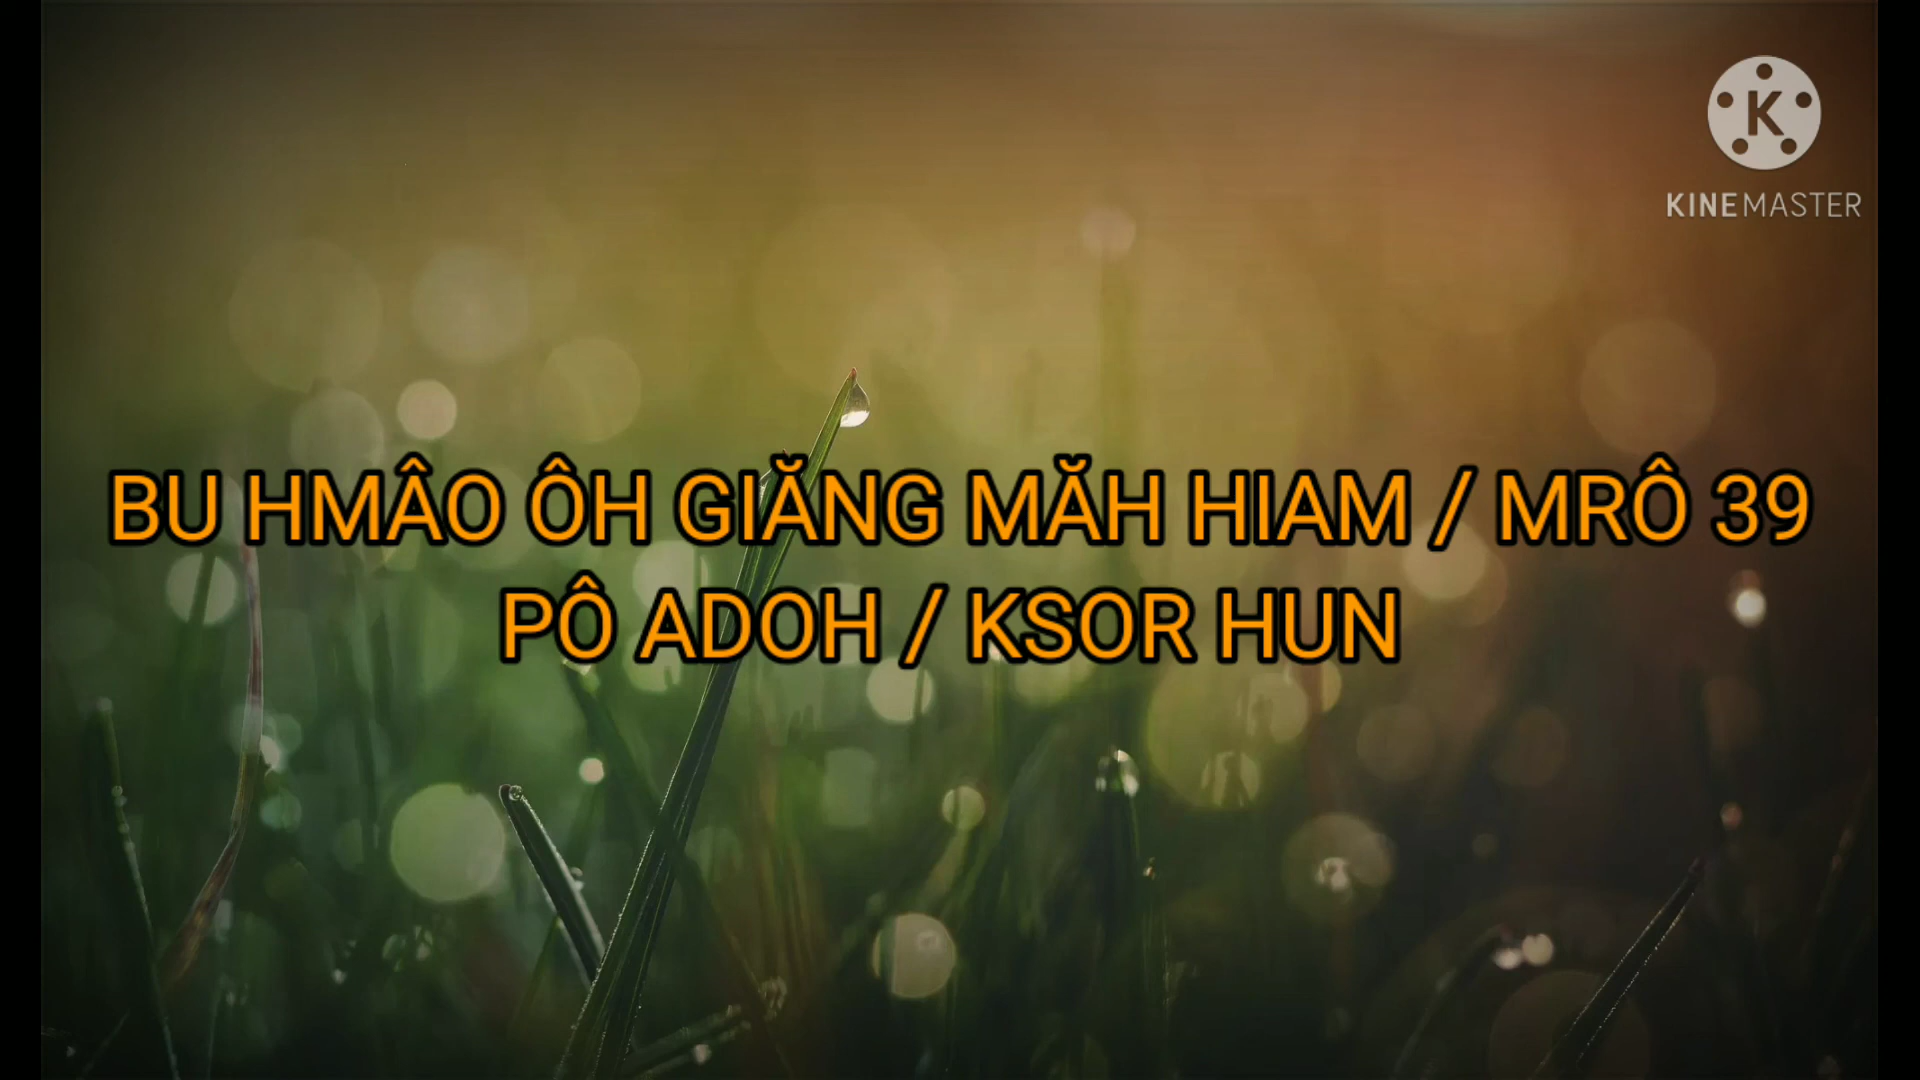 K
KINEMASTER
BU HMÂO ÔH GIĂNG MĂH HIAM / MRÔ 39
PÔ ADOH / KSOR HUN